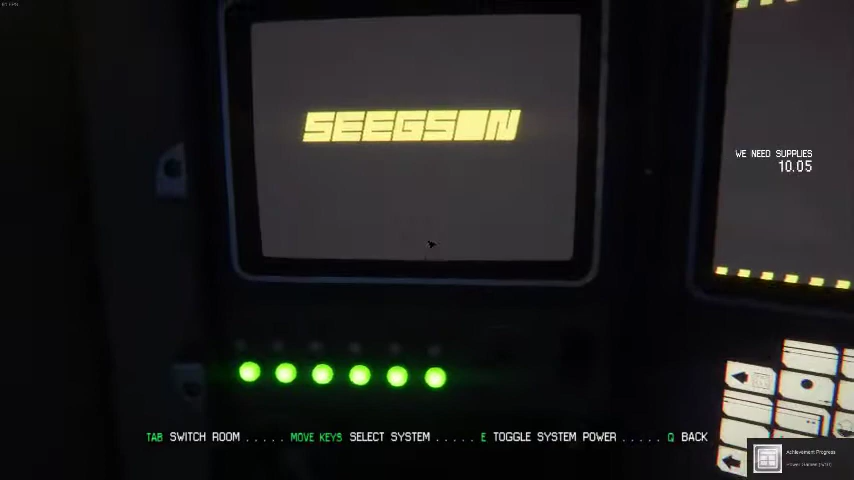 SEEGSON
WE NEED SUPPLIES
10.05
TAB SWITCH ROOM ..... MOVE KEYS SELECT SYSTEM ..... E TOGGLE SYSTEM POWER ..... Q BACK
Achievement Progress